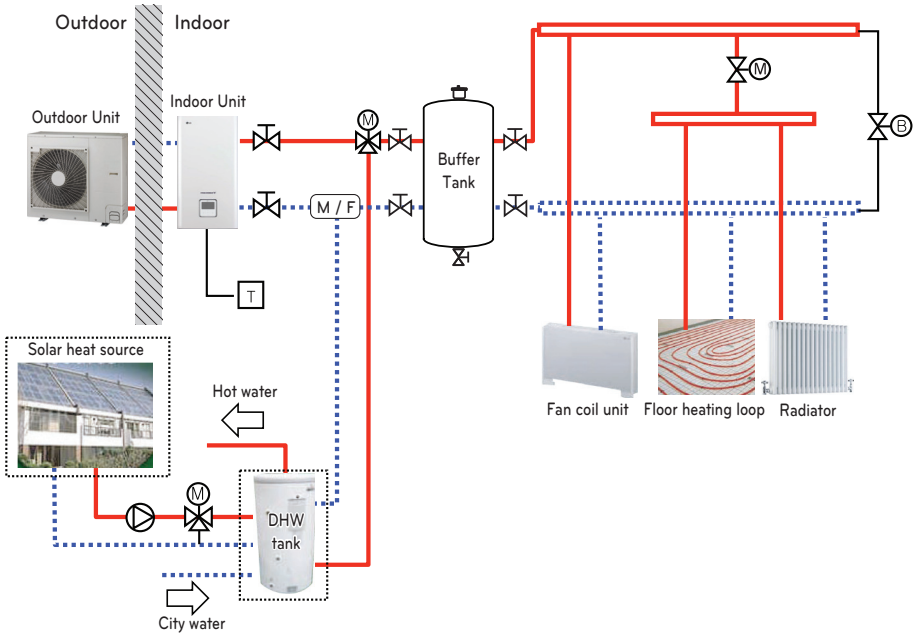 Outdoor
Indoor
Outdoor Unit
Indoor Unit
M
M
B
Buffer
Tank
M / F
T
Solar heat source
Hot water
Fan coil unit
Floor heating loop
Radiator
M
DHW
tank
City water